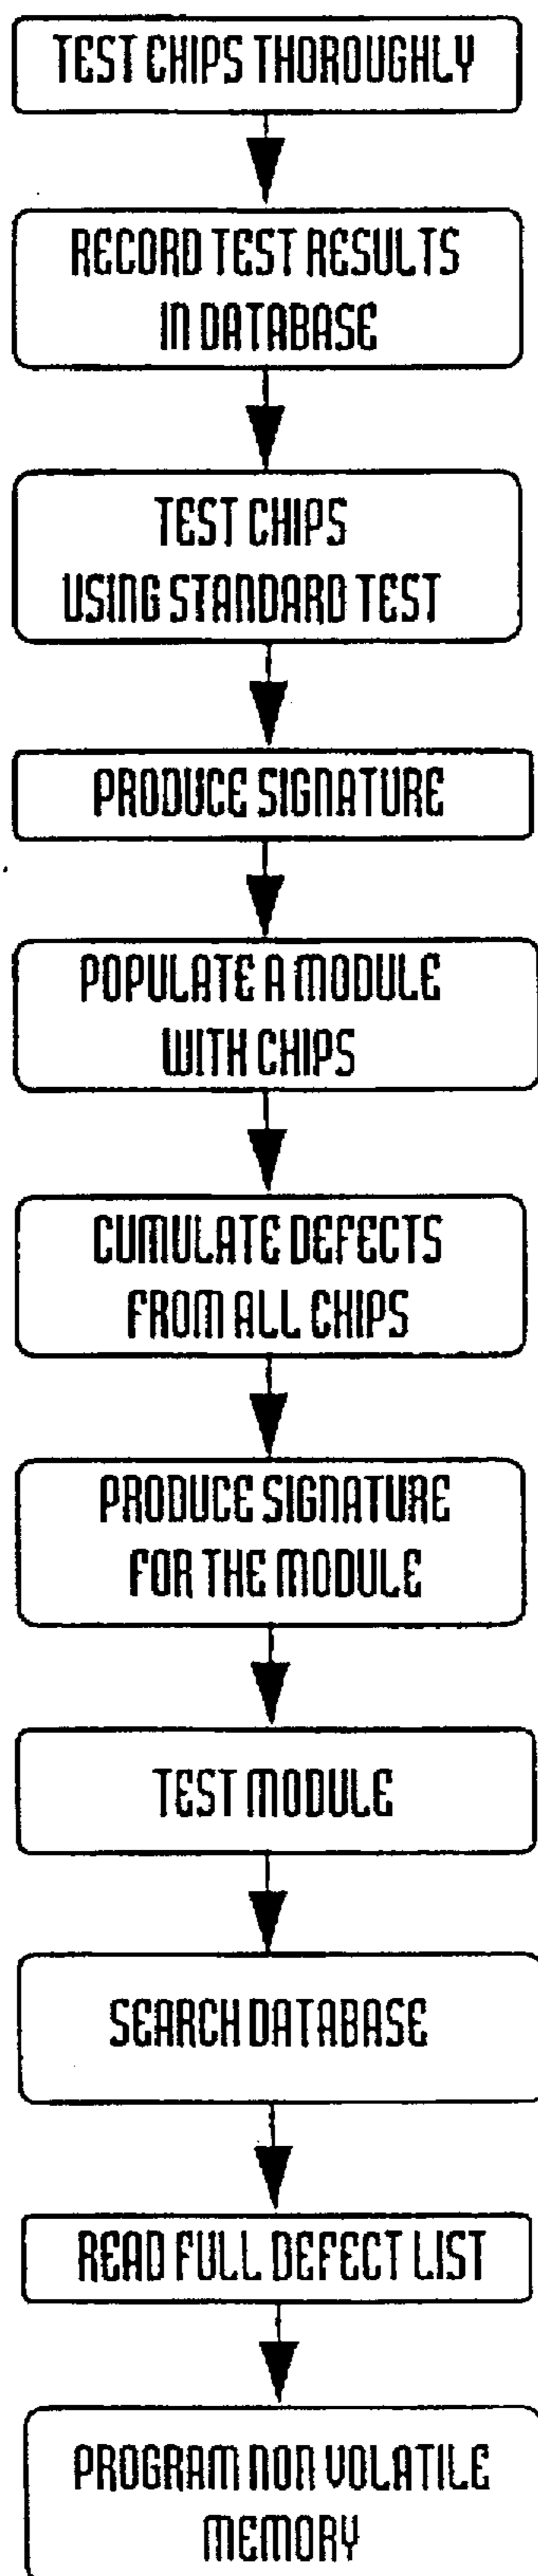 TEST CHIPS THOROUGHLY
RECORD TEST RESULTS
IN DATABASE
TEST CHIPS
USING STANDARD TEST
PRODUCE SIGNATURE
POPULATE A MODULE
WITH CHIPS
CUMULATE DEFECTS
FROM ALL CHIPS
PRODUCE SIGNATURE
FOR THE MODULE
TEST MODULE
SEARCH DATABASE
READ FULL DEFECT LIST
PROGRAM NON VOLATILE
MEMORY